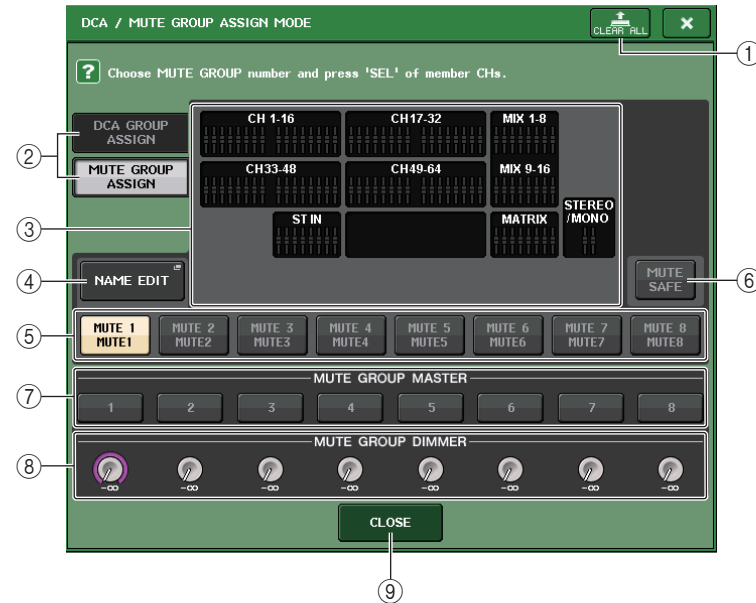 DCA / MUTE GROUP ASSIGN MODE
CLEAR ALL
①
? Choose MUTE GROUP number and press 'SEL' of member CHs.
DCA GROUP
ASSIGN
②
MUTE GROUP
ASSIGN
CH 1-16
CH17-32
MIX 1-8
CH33-48
CH49-64
MIX 9-16
③
ST IN
MATRIX
STEREO
/MONO
④
NAME EDIT
MUTE
SAFE
⑥
⑤
MUTE 1
MUTE1
MUTE 2
MUTE2
MUTE 3
MUTE3
MUTE 4
MUTE4
MUTE 5
MUTE5
MUTE 6
MUTE6
MUTE 7
MUTE7
MUTE 8
MUTE8
MUTE GROUP MASTER
⑦
1 2 3 4 5 6 7 8
MUTE GROUP DIMMER
⑧
-∞ -∞ -∞ -∞ -∞ -∞ -∞ -∞
CLOSE
⑨